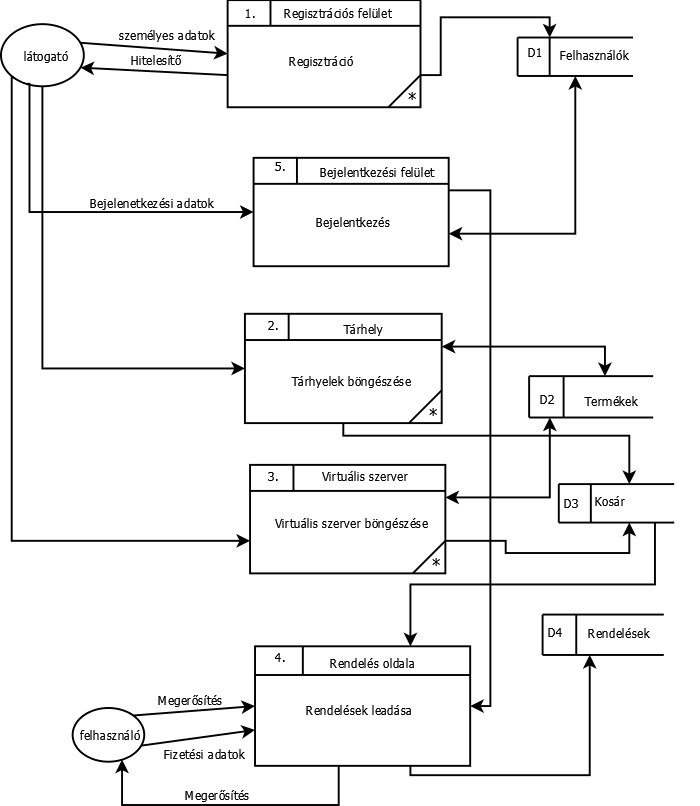 1.
Regisztrációs felület
látogató
személyes adatok
Hitelesítő
Regisztráció
*
D1
Felhasználók
5.
Bejelentkezési felület
Bejelenetkezési adatok
Bejelentkezés
2.
Tárhely
Tárhyelek böngészése
*
D2
Termékek
3.
Virtuális szerver
Virtuális szerver böngészése
*
D3
Kosár
D4
Rendelések
4.
Rendelés oldala
Rendelések leadása
felhasználó
Megerősítés
Fizetési adatok
Megerősítés